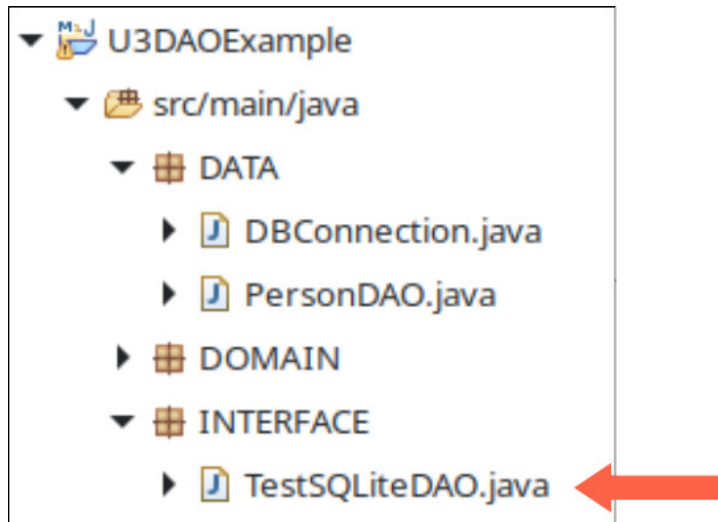 U3DAOExample
src/main/java
DATA
DBConnection.java
PersonDAO.java
DOMAIN
INTERFACE
TestSQLiteDAO.java